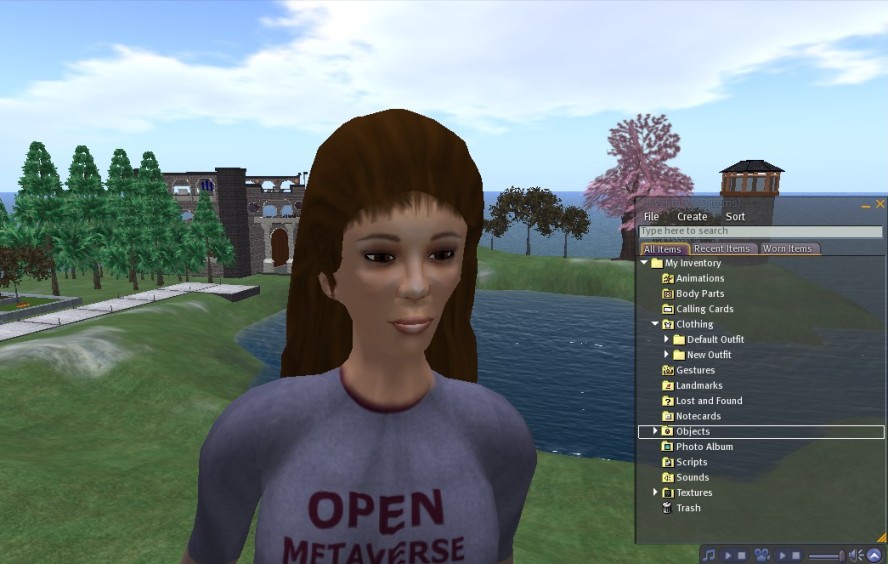 File Create Sort
Type here to search
All Items Recent Items Worn Items
My Inventory
Animations
Body Parts
Calling Cards
Clothing
Default Outfit
New Outfit
Gestures
Landmarks
Lost and Found
Notecards
Objects
Photo Album
Scripts
Sounds
Textures
Trash
OPEN
METAVERSE